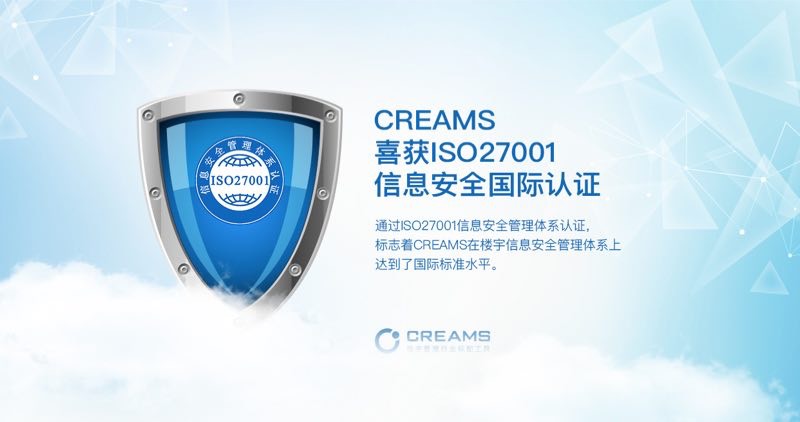 CREAMS
喜获ISO27001
信息安全国际认证
通过ISO27001信息安全管理体系认证,
标志着CREAMS在楼宇信息安全管理体系上
达到了国际标准水平。
信息安全管理体系认证
ISO27001
CREAMS